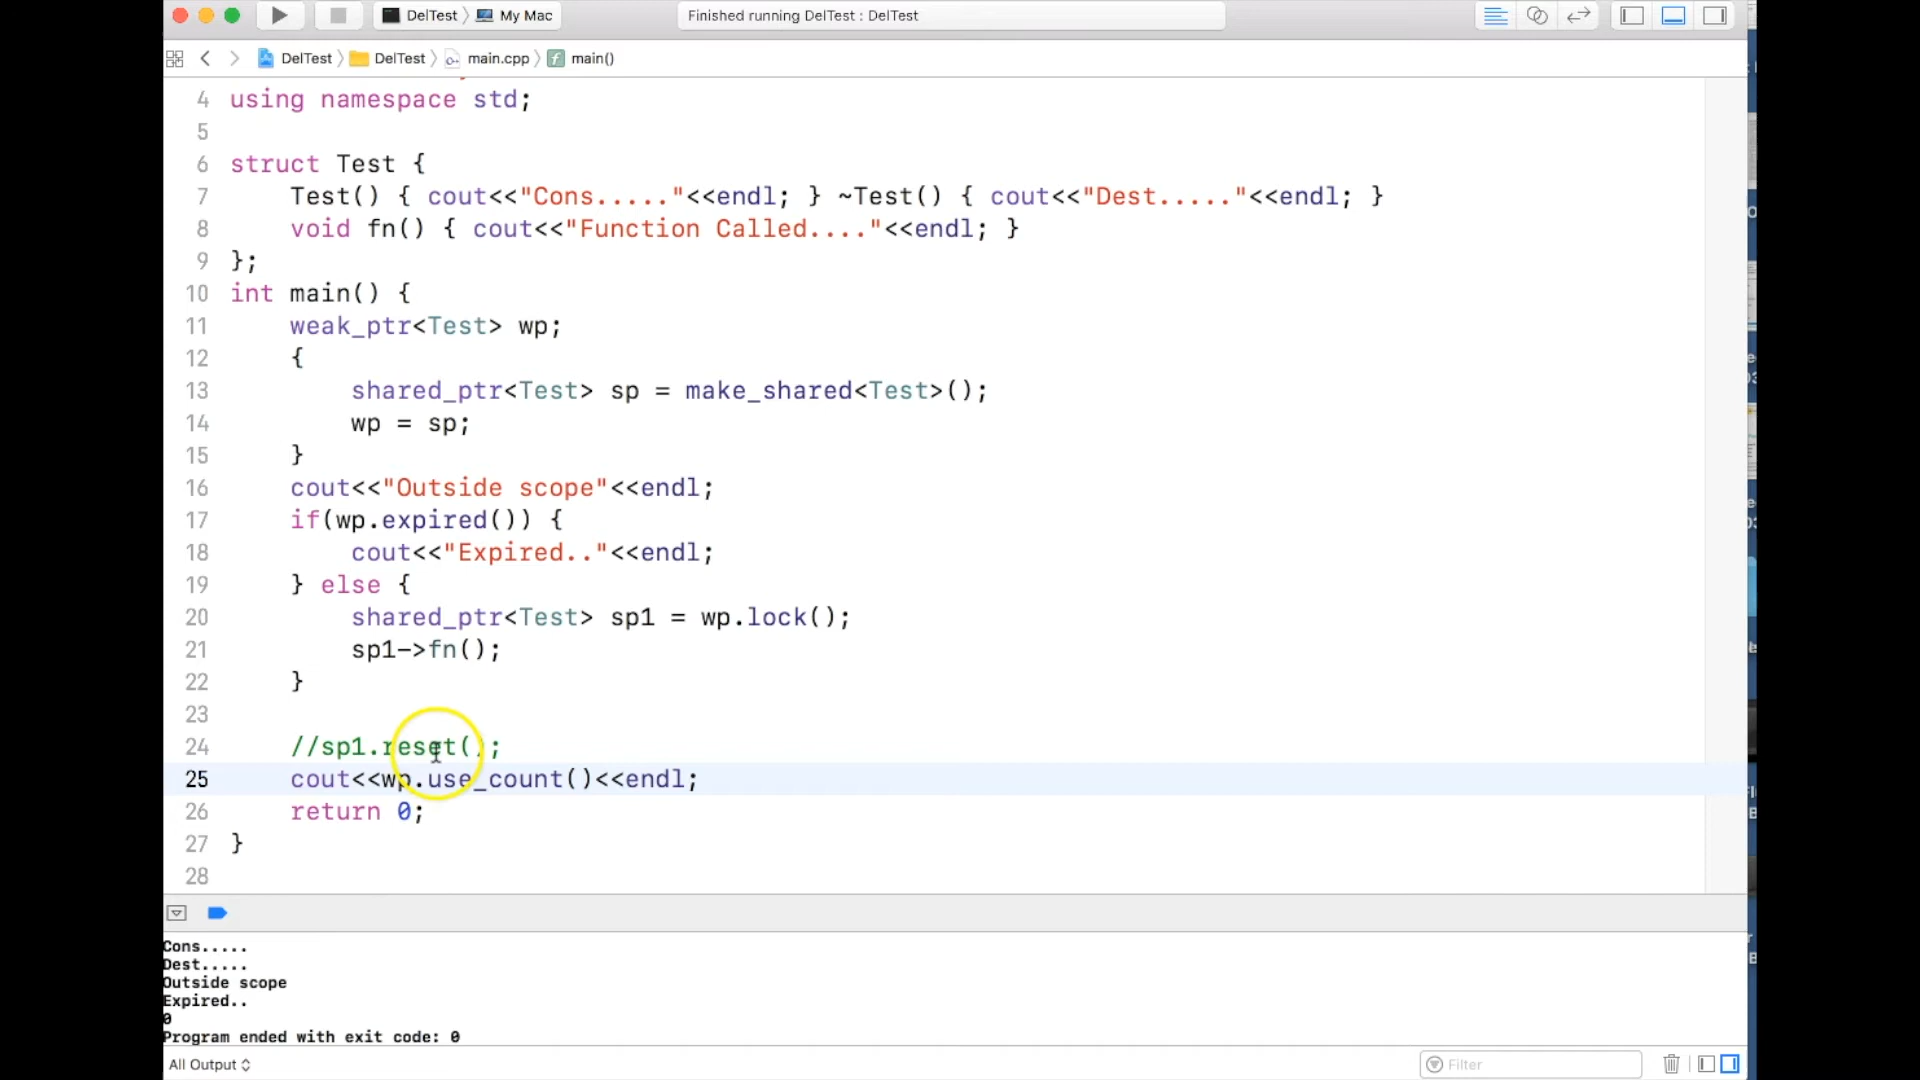 DelTest 〉 My Mac
Finished running DelTest : DelTest
DelTest 〉 DelTest 〉 main.cpp 〉 main()
4 using namespace std;
5
6 struct Test {
7 Test() { cout<<"Cons....."<<endl; } ~Test() { cout<<"Dest....."<<endl; }
8 void fn() { cout<<"Function Called...."<<endl; }
9 };
10 int main() {
11 weak_ptr<Test> wp;
12 {
13 shared_ptr<Test> sp = make_shared<Test>();
14 wp = sp;
15 }
16 cout<<"Outside scope"<<endl;
17 if(wp.expired()) {
18 cout<<"Expired.."<<endl;
19 } else {
20 shared_ptr<Test> sp1 = wp.lock();
21 sp1->fn();
22 }
23
24 //sp1.reset();
25 cout<<wp.use_count()<<endl;
26 return 0;
27 }
28
Cons.....
Dest.....
Outside scope
Expired..
0
Program ended with exit code: 0
All Output
Filter